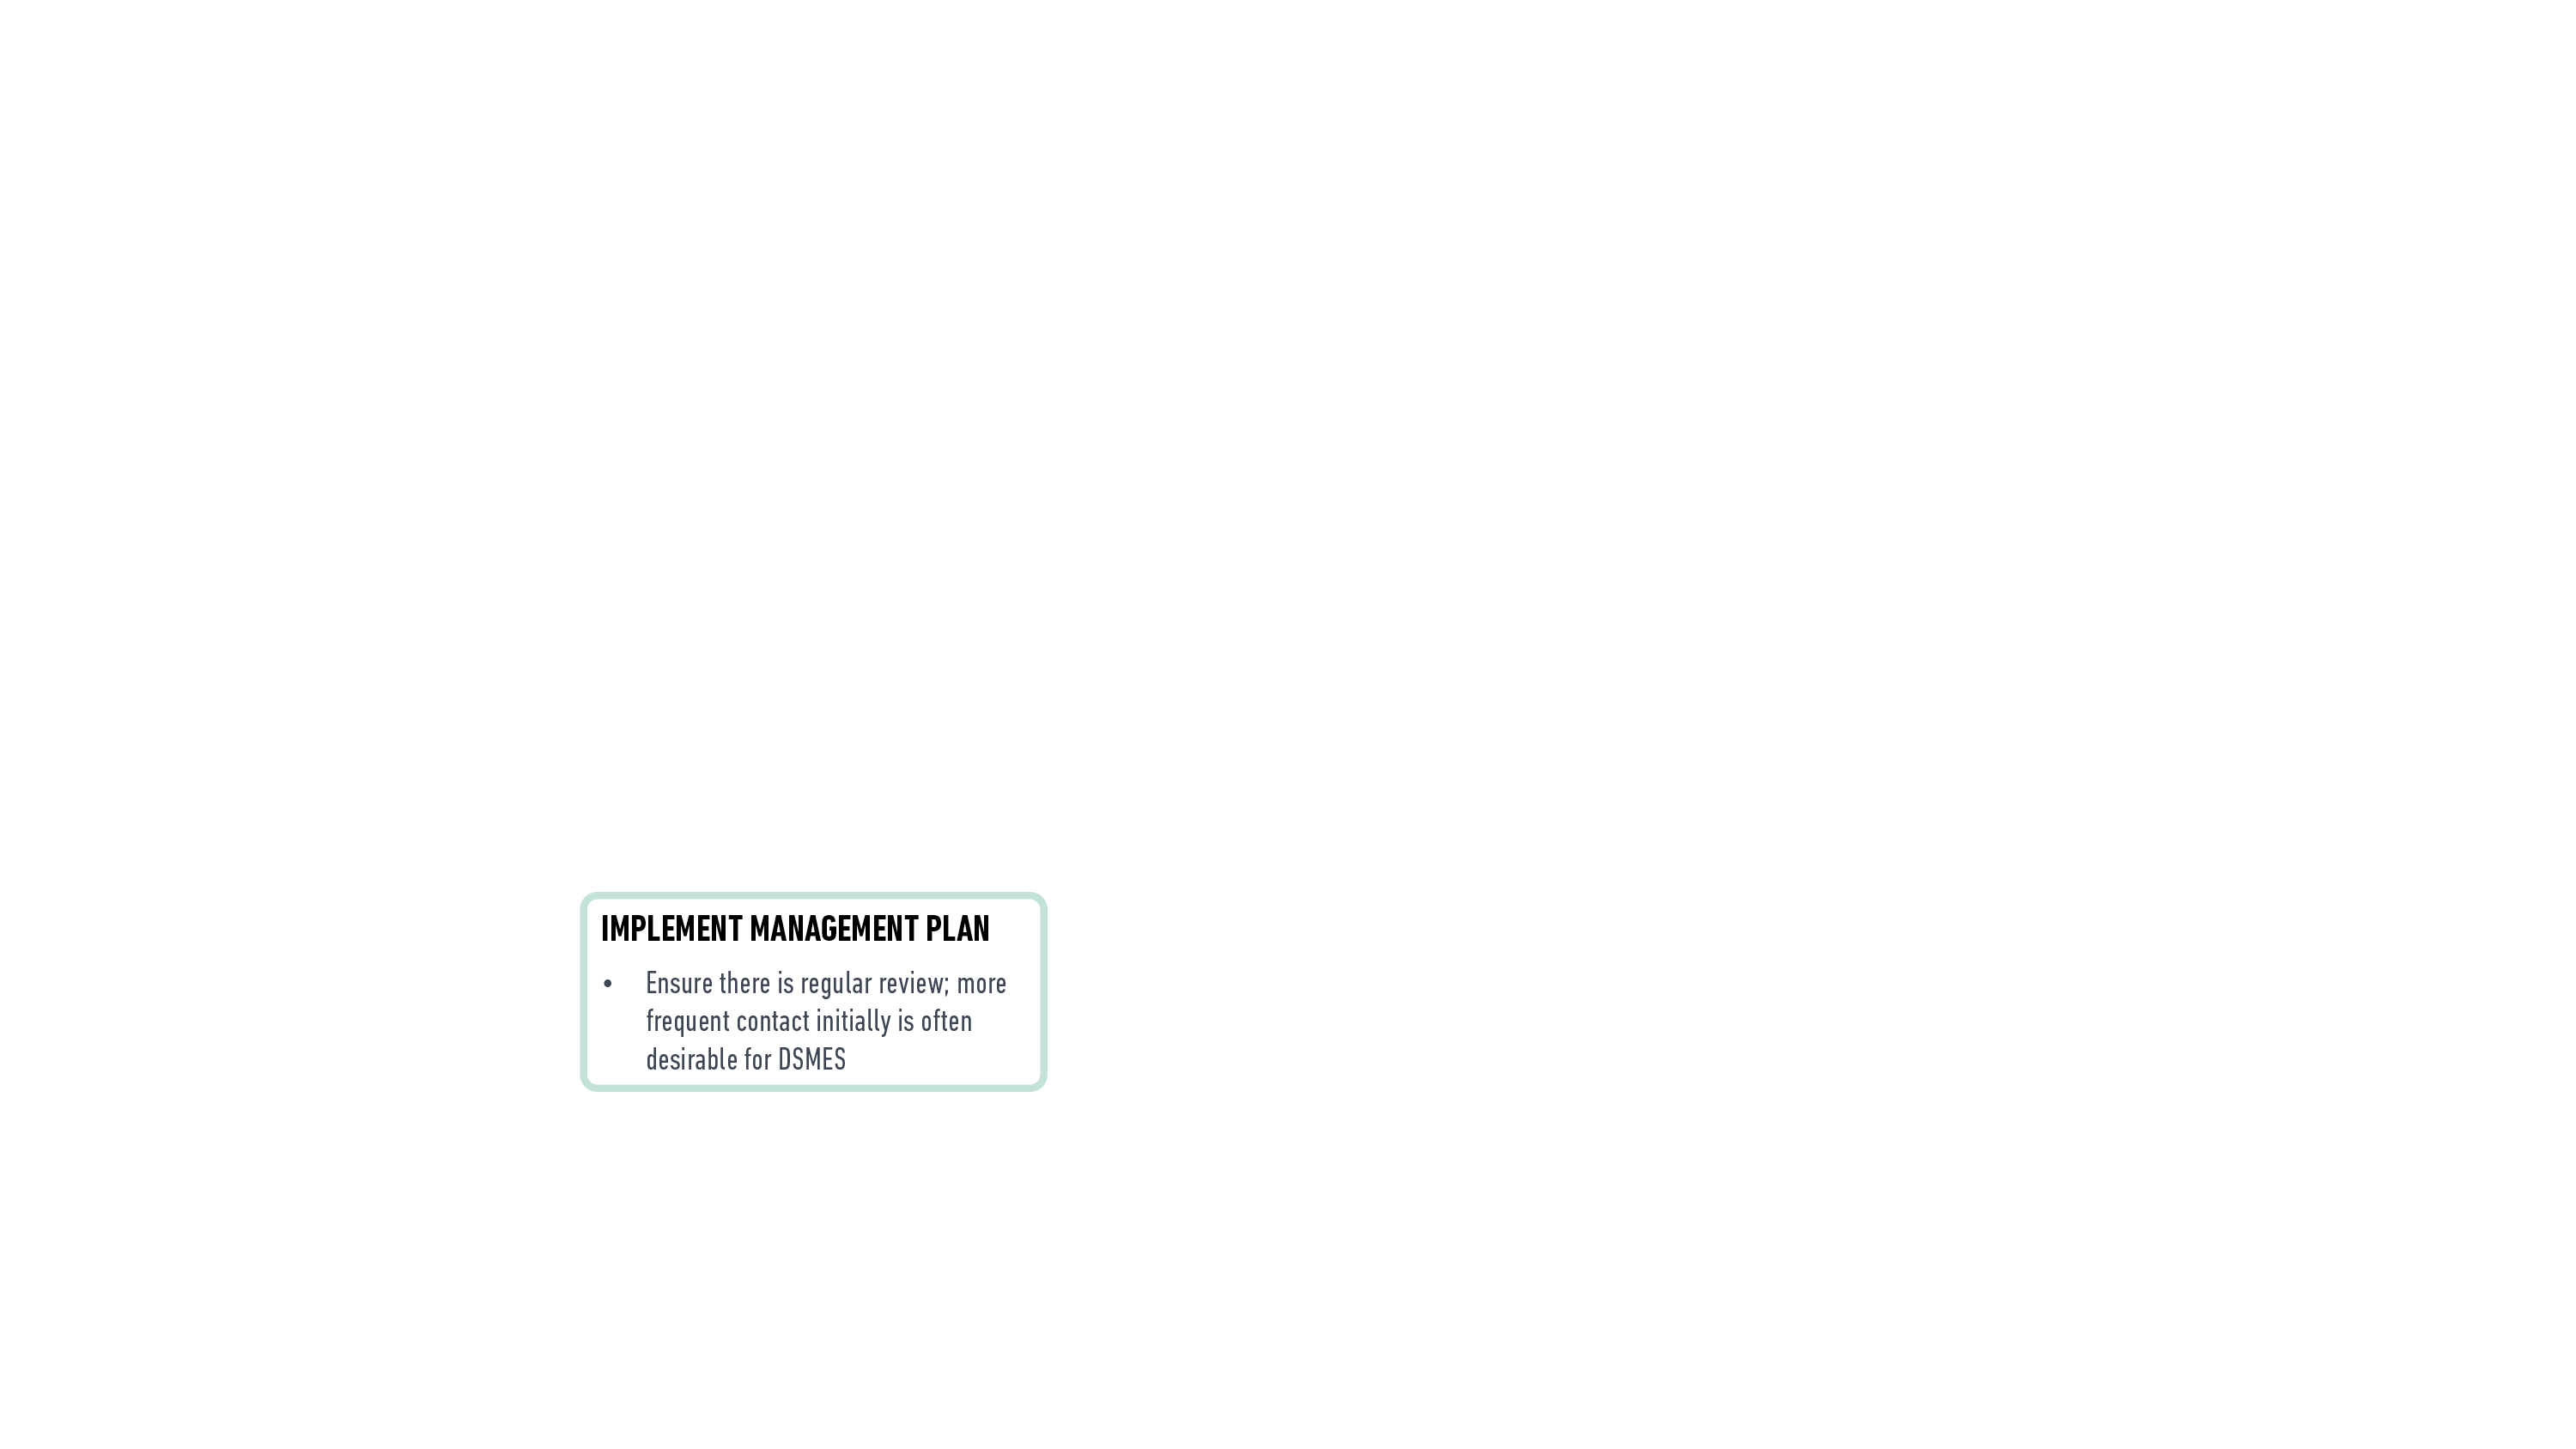 IMPLEMENT MANAGEMENT PLAN
• Ensure there is regular review; more
frequent contact initially is often
desirable for DSMES